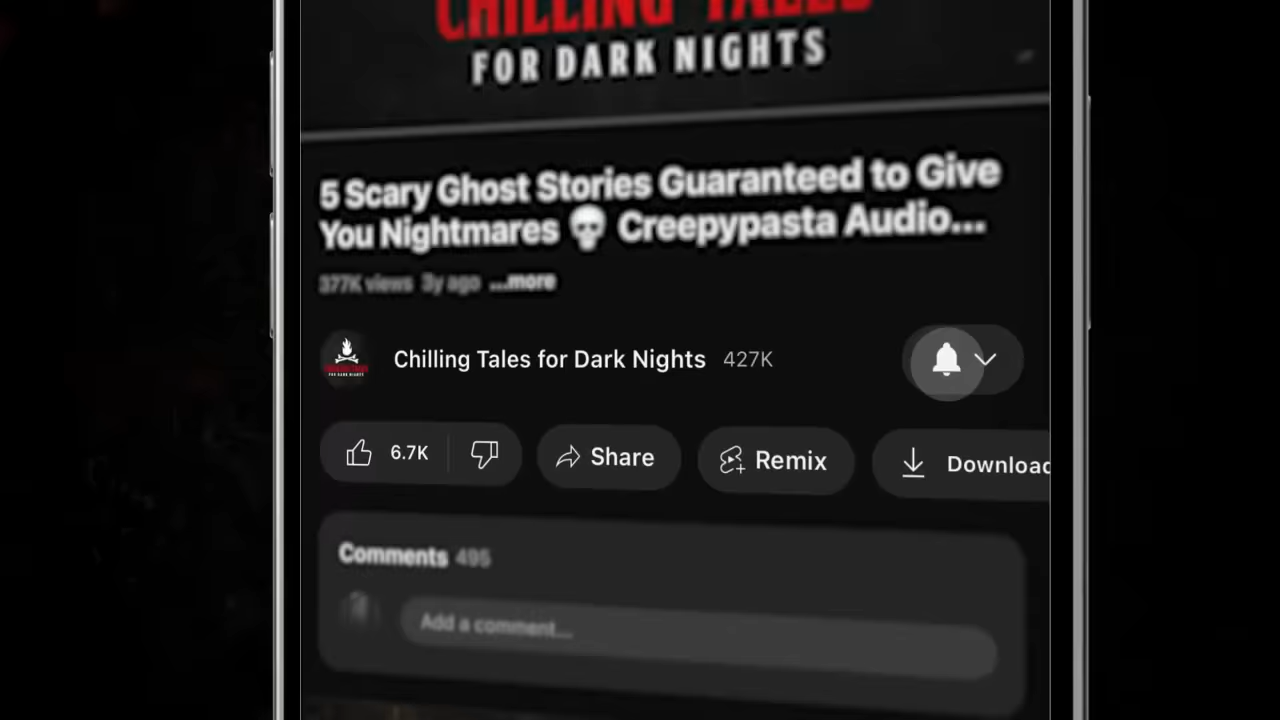 CHILLING TALES
FOR DARK NIGHTS
5 Scary Ghost Stories Guaranteed to Give
You Nightmares 💀 Creepypasta Audio...
377K views 3y ago ...more
Chilling Tales for Dark Nights 427K
6.7K Share Remix Download
Comments 495
Add a comment...